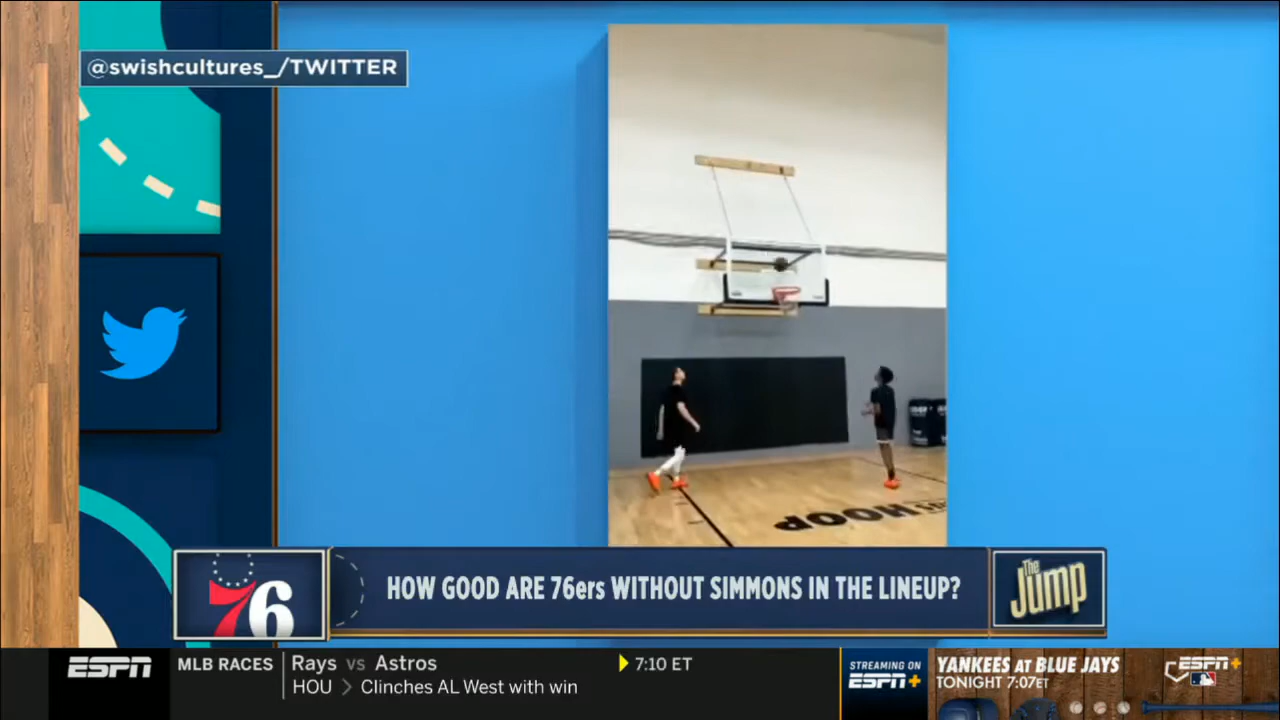 @swishcultures_/TWITTER
HOOP
76
HOW GOOD ARE 76ers WITHOUT SIMMONS IN THE LINEUP?
The Jump
ESPN
MLB RACES
Rays vs Astros
7:10 ET
HOU > Clinches AL West with win
STREAMING ON
ESPN+
YANKEES AT BLUE JAYS
TONIGHT 7:07ET
ESPN+